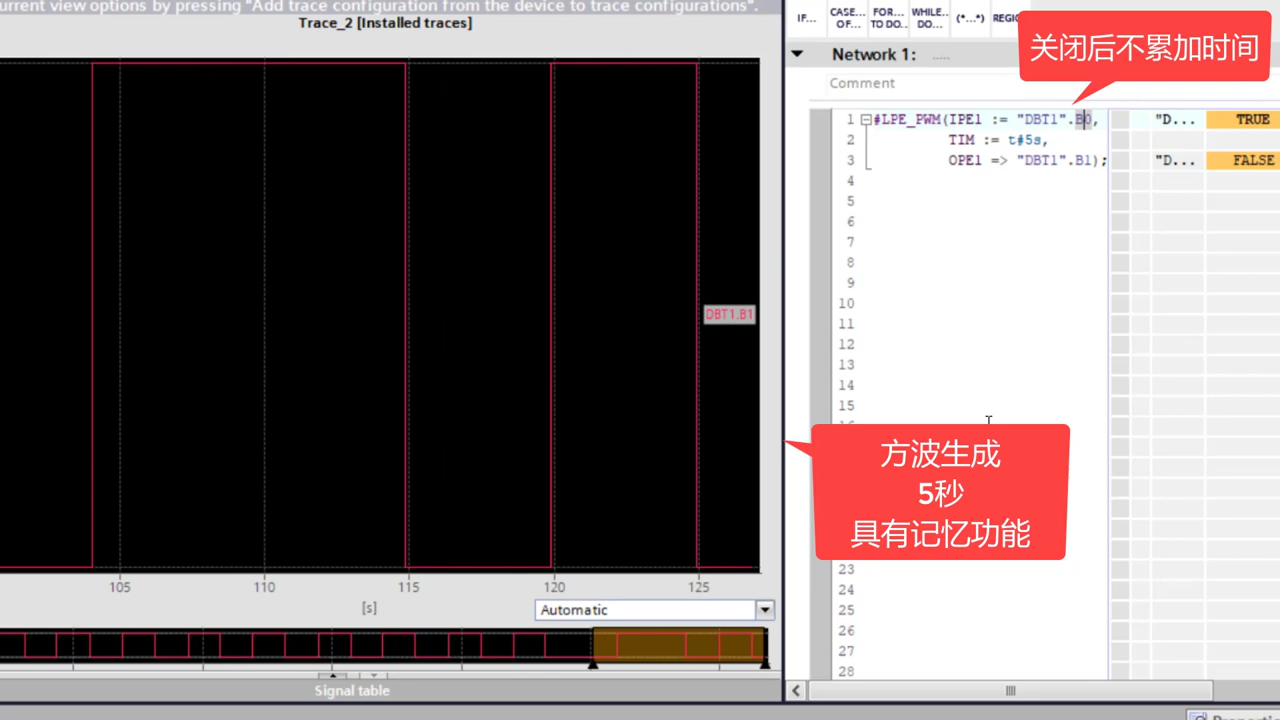 urrent view options by pressing "Add trace configuration from the device to trace configurations".
Trace_2 [Installed traces]
DBT1.B1
105
110
115
120
125
[s]
Automatic
Signal table
IF...
CASE...
OF...
FOR...
TO DO..
WHILE..
DO...
(*...*)
REGIO
关闭后不累加时间
Network 1:
.....
Comment
1 #LPE_PWM(IPE1 := "DBT1".B0,
2 TIM := t#5s,
3 OPE1 => "DBT1".B1);
"D... TRUE
"D... FALSE
4
5
6
7
8
9
10
11
12
13
14
15
方波生成
5秒
具有记忆功能
23
24
25
26
27
28